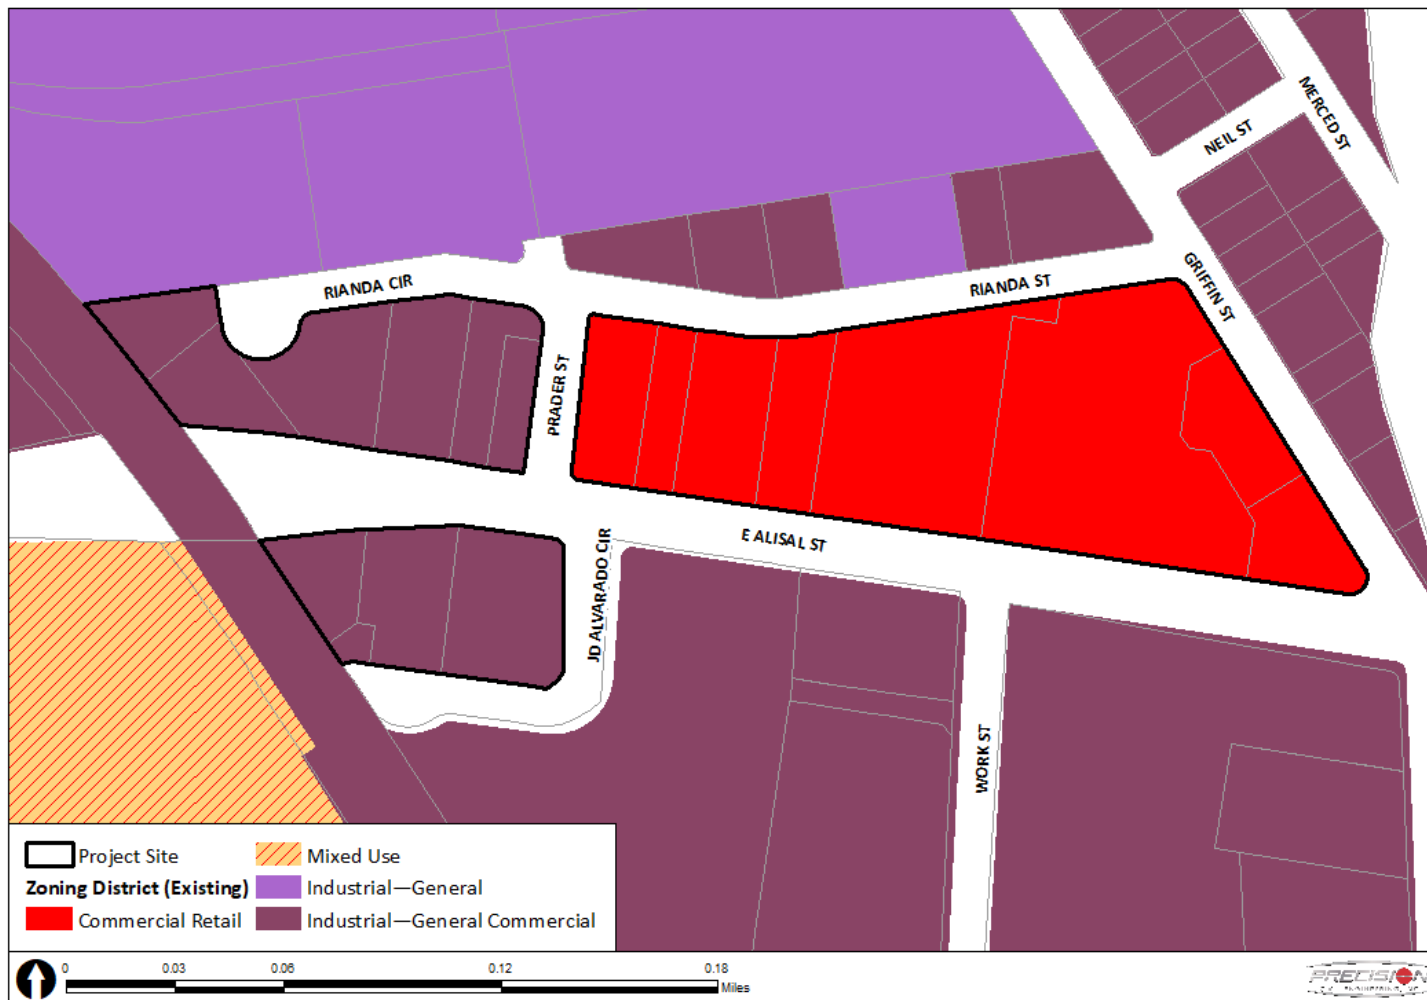 MERCED ST
NEIL ST
GRIFFIN ST
RIANDA CIR
RIANDA ST
PRADER ST
E ALISAL ST
JD ALVARADO CIR
WORK ST
Project Site
Mixed Use
Zoning District (Existing)
Industrial—General
Commercial Retail
Industrial—General Commercial
0 0.03 0.06 0.12 0.18
Miles
PRECISION